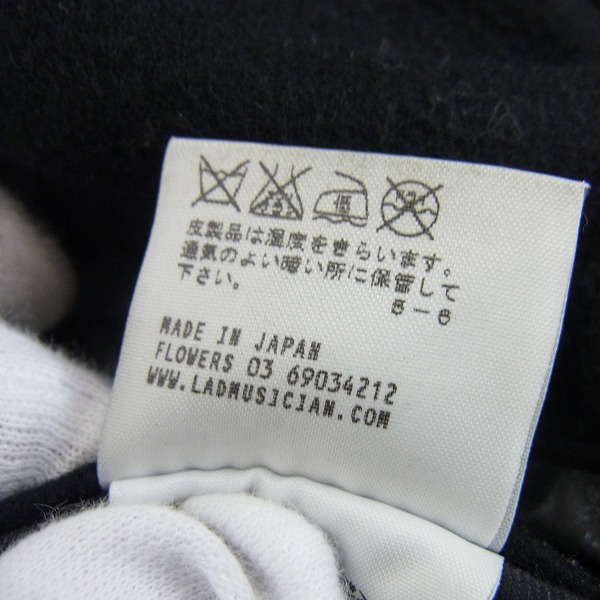 低
皮製品は湿度をきらいます。
通気のよい暗い所に保管して
下さい。 5-6
MADE IN JAPAN
FLOWERS 03 69034212
WWW.LADMUSICIAN.COM